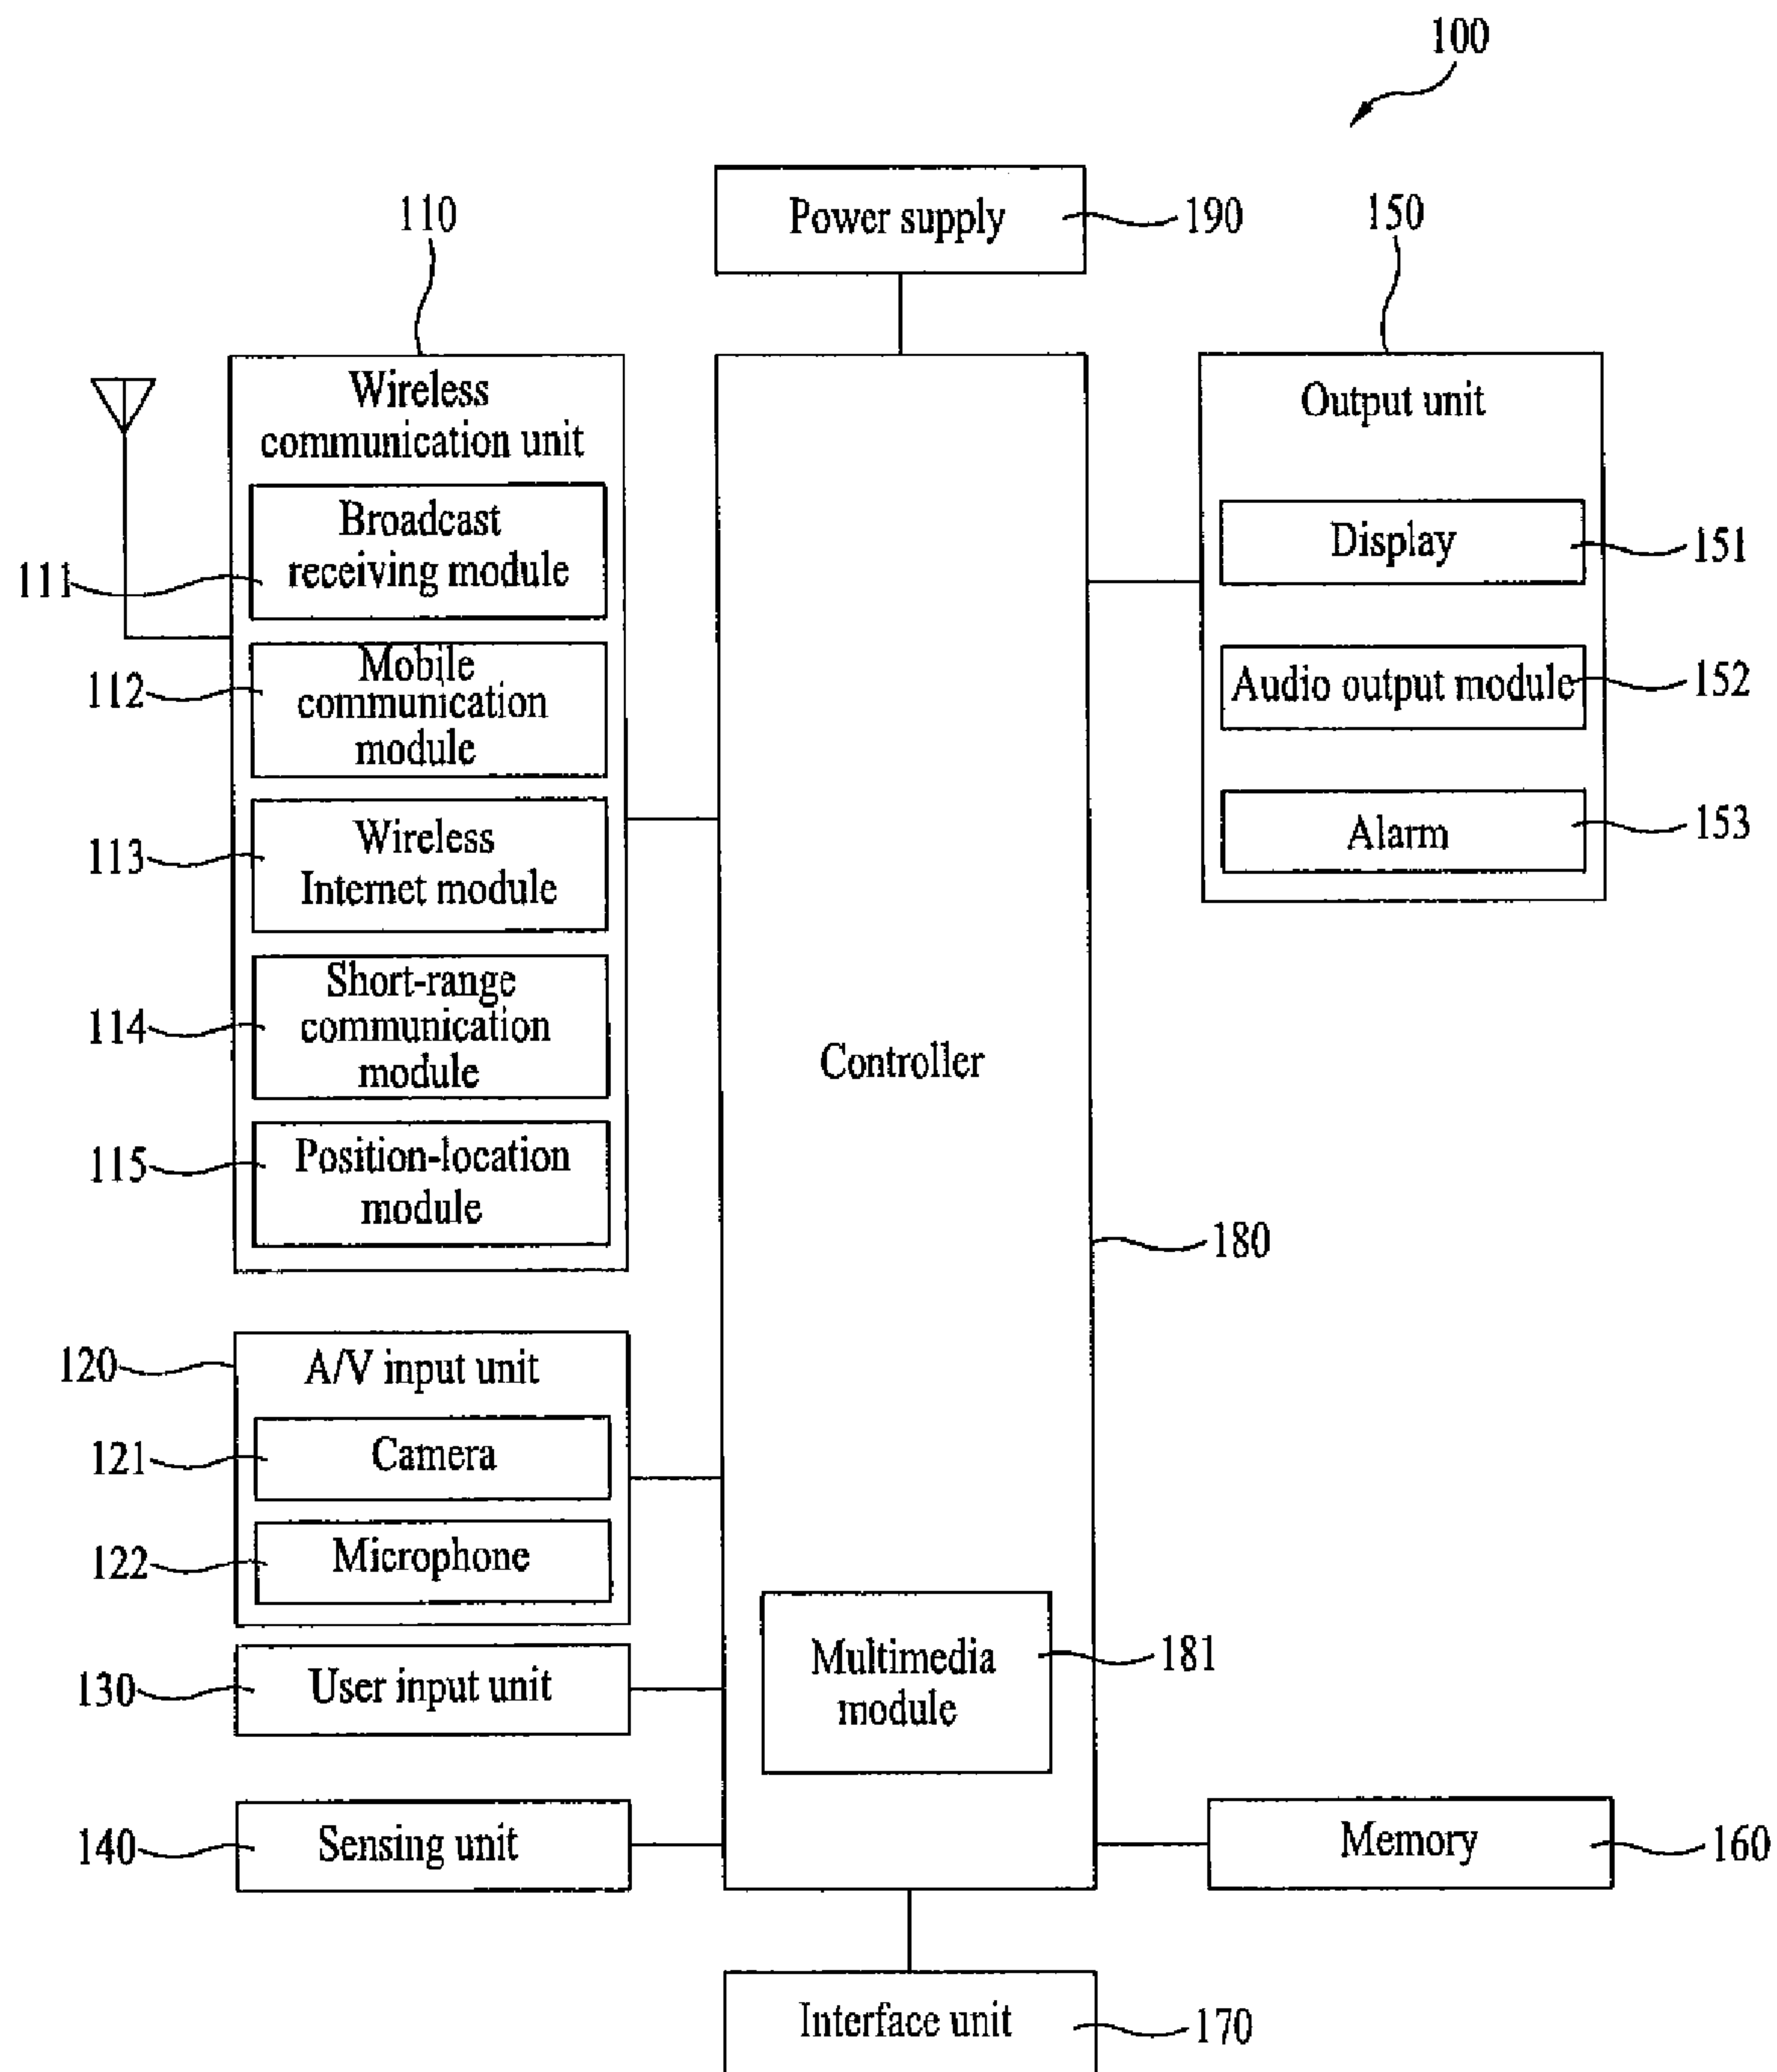 100
Power supply
190
110
150
Wireless
communication unit
Broadcast
receiving module
111
Mobile
communication
module
112
Wireless
Internet module
113
Short-range
communication
module
114
Position-location
module
115
Output unit
Display
151
Audio output module
152
Alarm
153
Controller
180
120
A/V input unit
121
Camera
122
Microphone
130
User input unit
Multimedia
module
181
140
Sensing unit
Memory
160
Interface unit
170